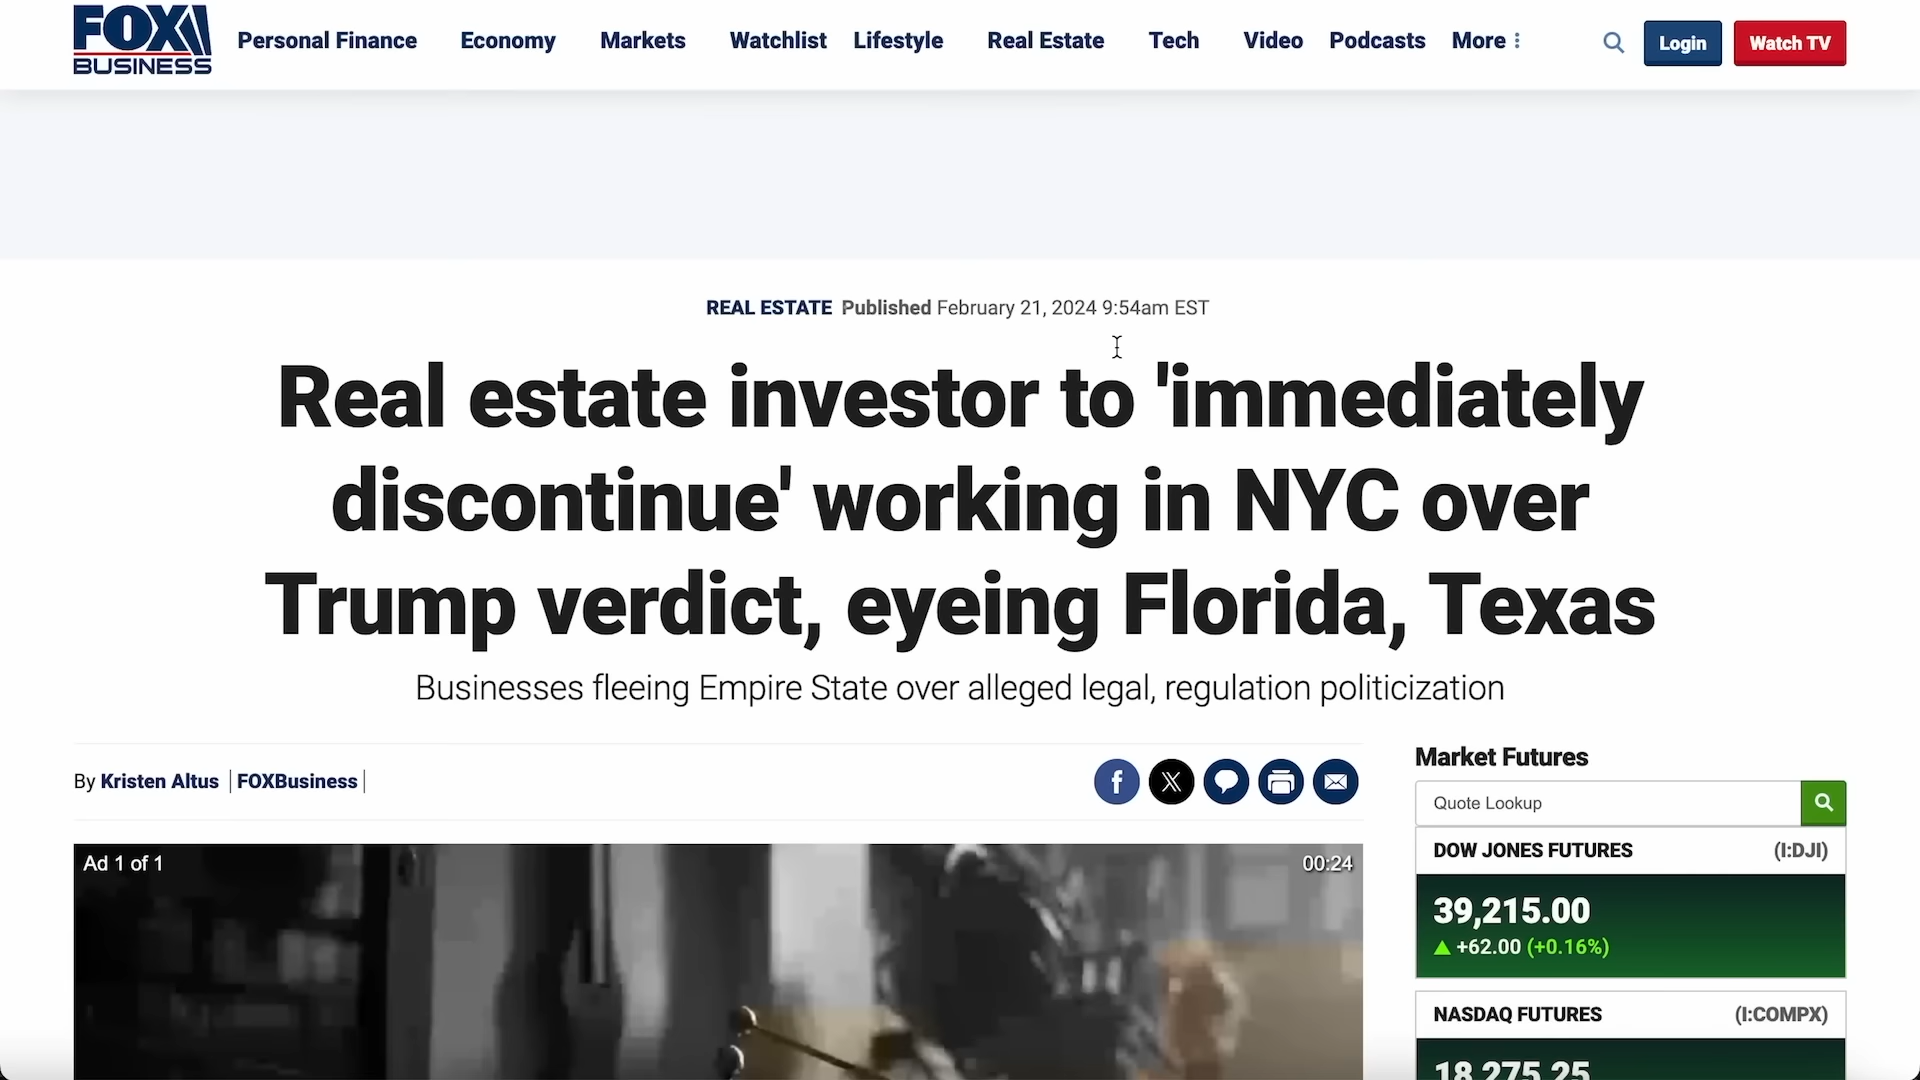 FOX
BUSINESS
Personal Finance Economy Markets Watchlist Lifestyle Real Estate Tech Video Podcasts More
Login
Watch TV
REAL ESTATE Published February 21, 2024 9:54am EST
Real estate investor to 'immediately
discontinue' working in NYC over
Trump verdict, eyeing Florida, Texas
Businesses fleeing Empire State over alleged legal, regulation politicization
By Kristen Altus FOXBusiness
Ad 1 of 1
00:24
Market Futures
Quote Lookup
DOW JONES FUTURES (I:DJI)
39,215.00
+62.00 (+0.16%)
NASDAQ FUTURES (I:COMPX)
18,275.25